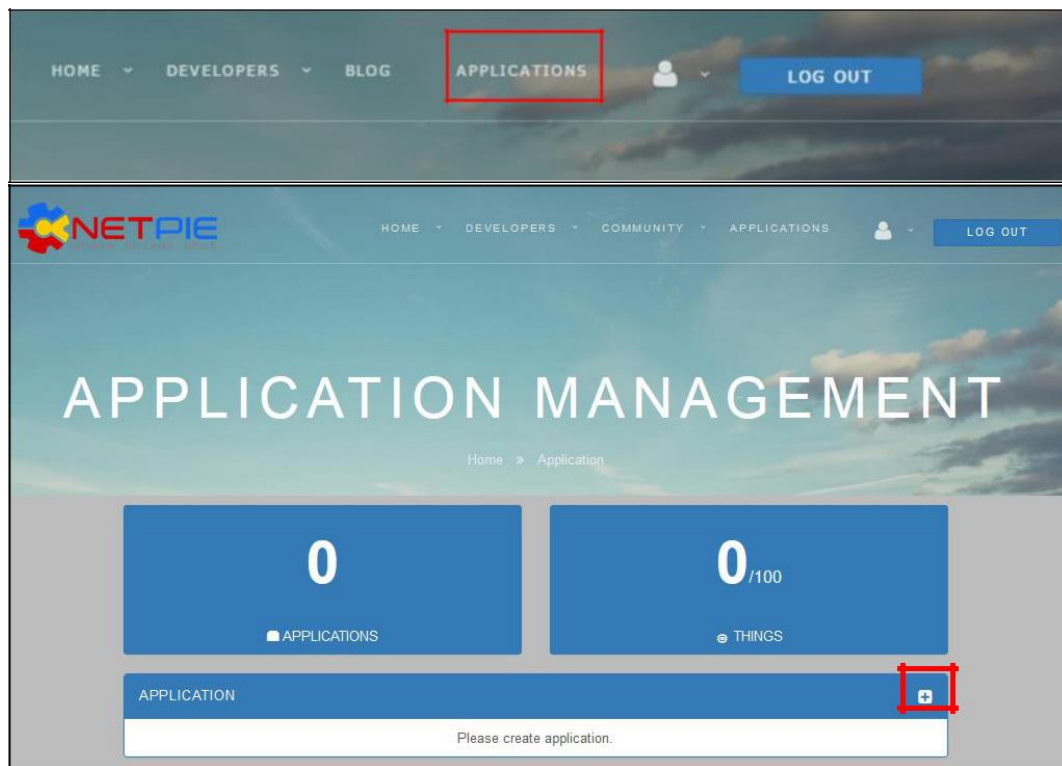 HOME DEVELOPERS BLOG APPLICATIONS LOG OUT
NETPIE
HOME DEVELOPERS COMMUNITY APPLICATIONS LOG OUT
APPLICATION MANAGEMENT
Home » Application
0
APPLICATIONS
0/100
THINGS
APPLICATION
Please create application.